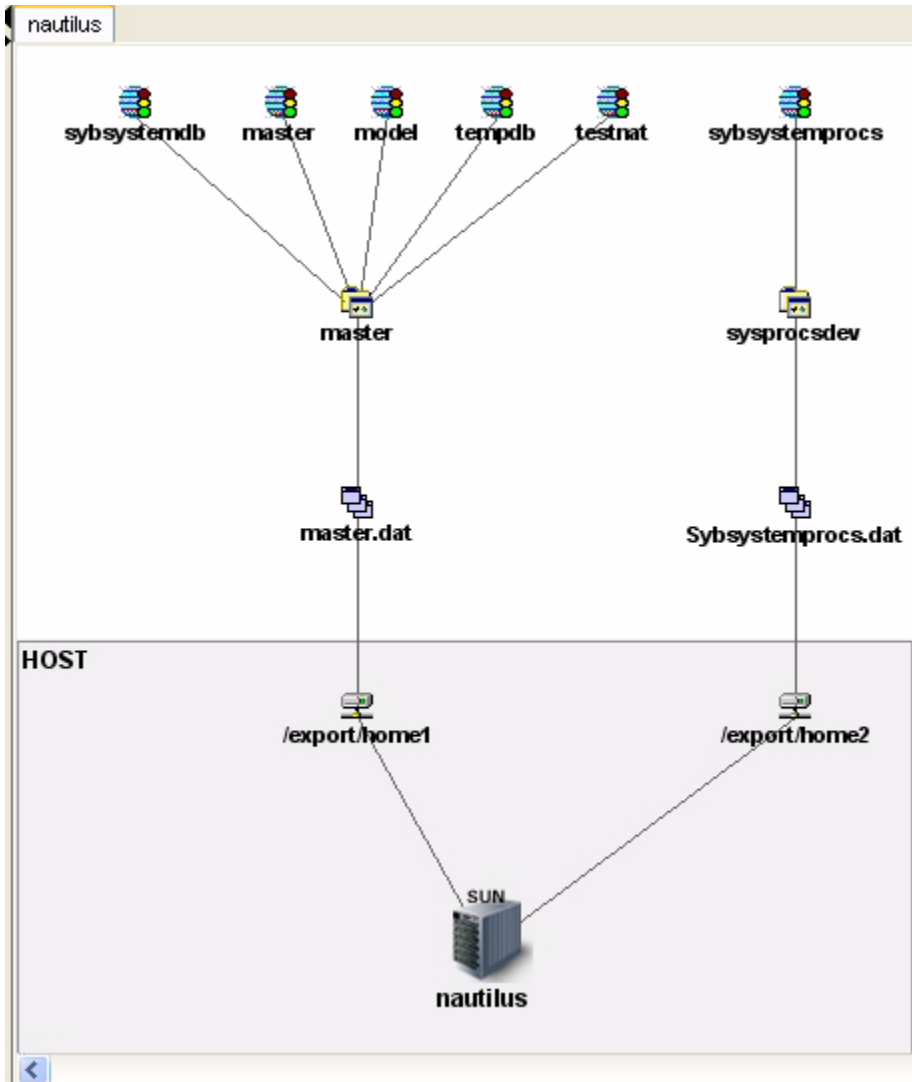 nautilus
sybsystemdb master model tempdb testnat sybsystemprocs
master sysprocsdev
master.dat Sybsystemprocs.dat
HOST
/export/home1 /export/home2
SUN
nautilus